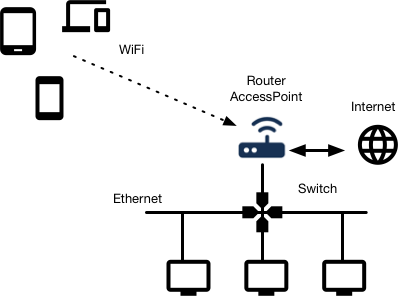 WiFi
Router
AccessPoint
Internet
Ethernet
Switch